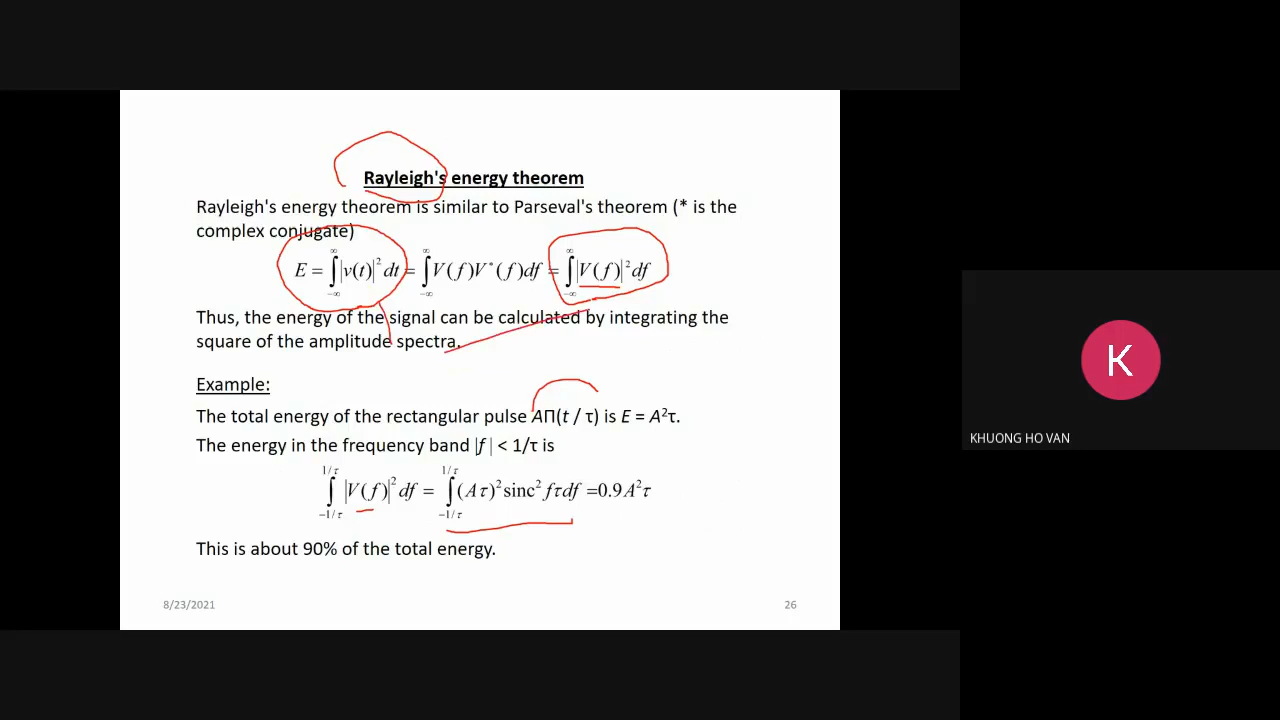 Rayleigh's energy theorem
Rayleigh's energy theorem is similar to Parseval's theorem (* is the
complex conjugate)
E = ∫_{-∞}^{∞} |v(t)|² dt = ∫_{-∞}^{∞} V(f)V*(f)df = ∫_{-∞}^{∞} |V(f)|² df
Thus, the energy of the signal can be calculated by integrating the
square of the amplitude spectra.
Example:
The total energy of the rectangular pulse AΠ(t / τ) is E = A²τ.
The energy in the frequency band |f | < 1/τ is
∫_{-1/τ}^{1/τ} |V(f)|² df = ∫_{-1/τ}^{1/τ} (Aτ)² sinc² fτdf =0.9A²τ
This is about 90% of the total energy.
8/23/2021
26
K
KHUONG HO VAN